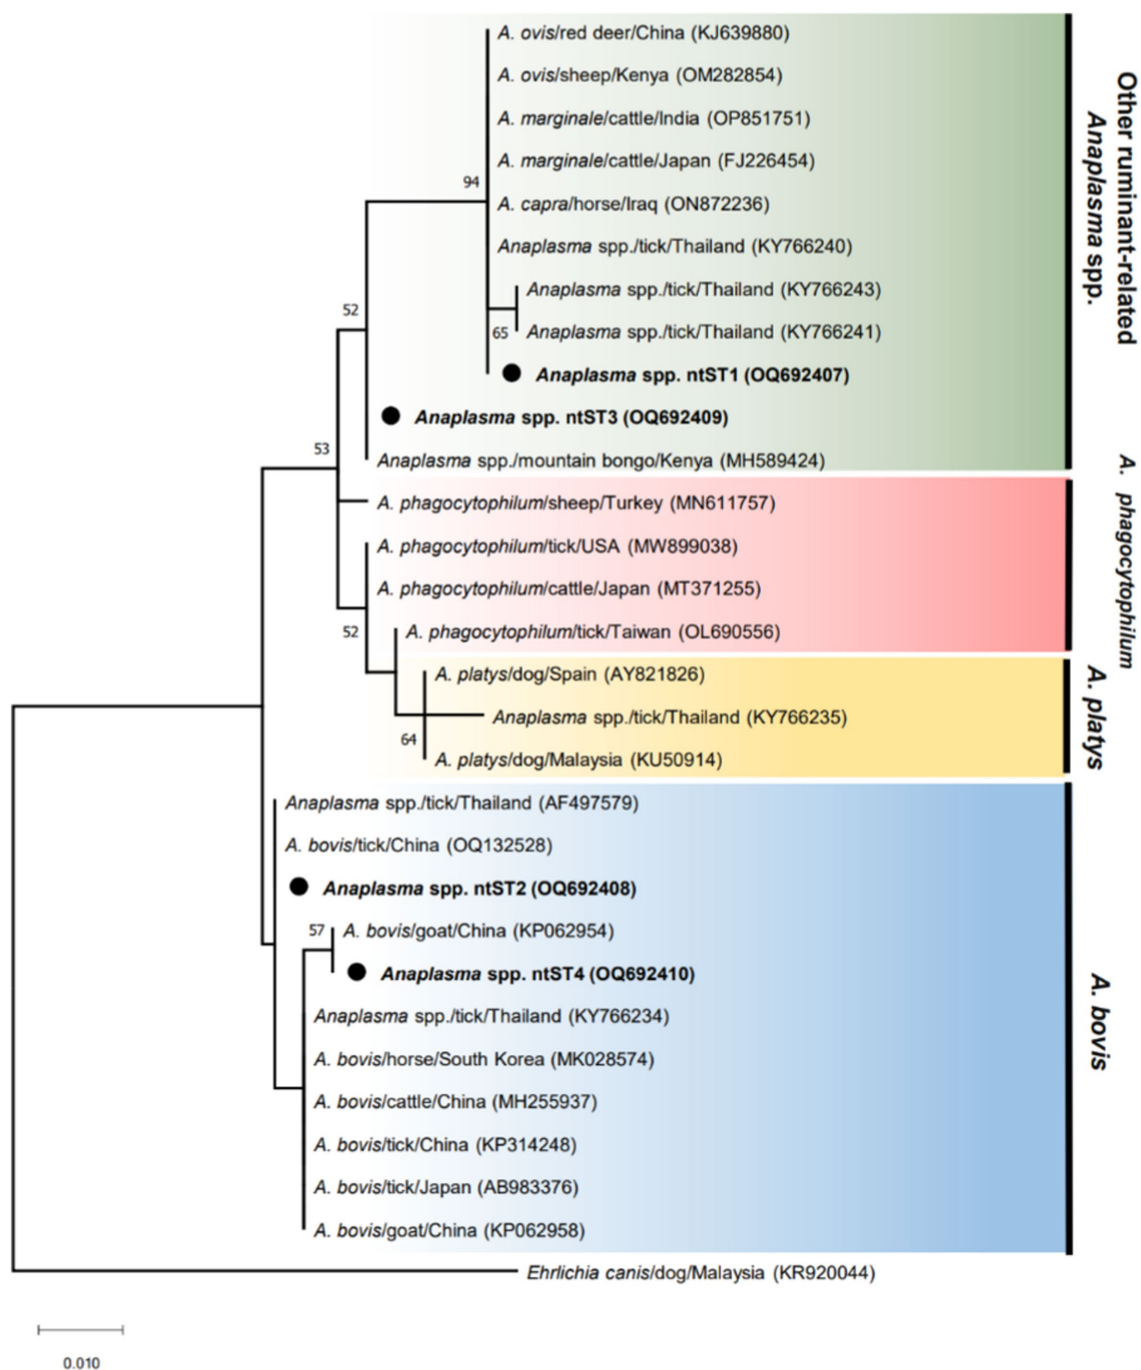 A. ovis/red deer/China (KJ639880)
A. ovis/sheep/Kenya (OM282854)
A. marginale/cattle/India (OP851751)
A. marginale/cattle/Japan (FJ226454)
94
A. capra/horse/Iraq (ON872236)
Anaplasma spp./tick/Thailand (KY766240)
Anaplasma spp./tick/Thailand (KY766243)
52
65
Anaplasma spp./tick/Thailand (KY766241)
Anaplasma spp. ntST1 (OQ692407)
Anaplasma spp. ntST3 (OQ692409)
53
Anaplasma spp./mountain bongo/Kenya (MH589424)
Other ruminant-related
Anaplasma spp.
A. phagocytophilum/sheep/Turkey (MN611757)
A. phagocytophilum/tick/USA (MW899038)
A. phagocytophilum/cattle/Japan (MT371255)
52
A. phagocytophilum/tick/Taiwan (OL690556)
A. phagocytophilum
A. platys/dog/Spain (AY821826)
Anaplasma spp./tick/Thailand (KY766235)
64
A. platys/dog/Malaysia (KU50914)
A. platys
Anaplasma spp./tick/Thailand (AF497579)
A. bovis/tick/China (OQ132528)
Anaplasma spp. ntST2 (OQ692408)
57
A. bovis/goat/China (KP062954)
Anaplasma spp. ntST4 (OQ692410)
Anaplasma spp./tick/Thailand (KY766234)
A. bovis/horse/South Korea (MK028574)
A. bovis/cattle/China (MH255937)
A. bovis/tick/China (KP314248)
A. bovis/tick/Japan (AB983376)
A. bovis/goat/China (KP062958)
A. bovis
Ehrlichia canis/dog/Malaysia (KR920044)
0.010